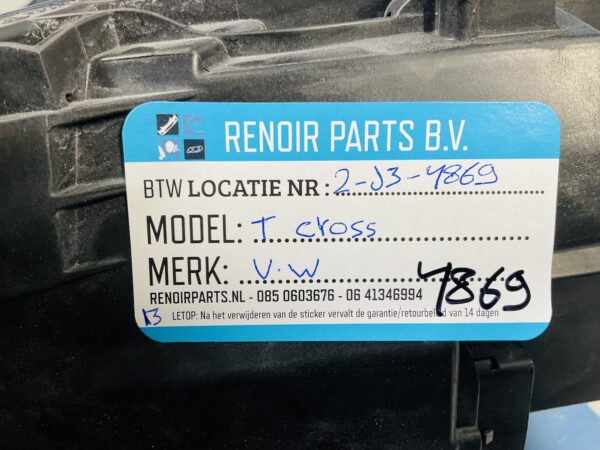 RENOIR PARTS B.V.
BTW LOCATIE NR : 2-J3-4869
MODEL: T cross
MERK: V.W
RENOIRPARTS.NL - 085 0603676 - 06 41346994
4869
13 LETOP: Na het verwijderen van de sticker vervalt de garantie/retourbeleid van 14 dagen